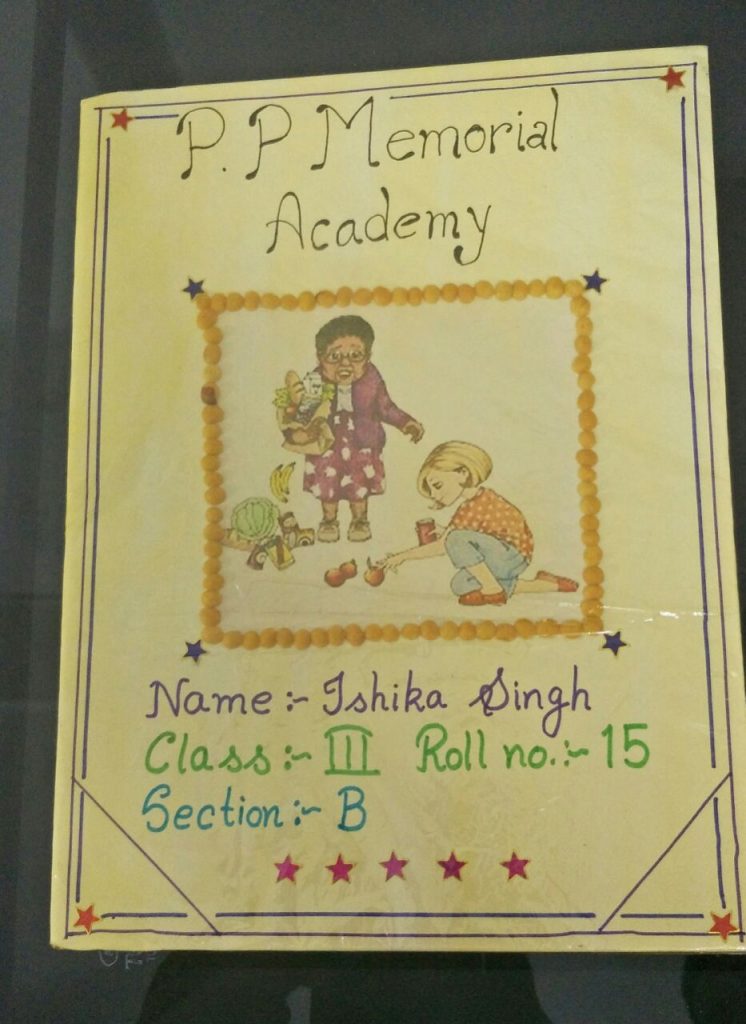 P.P Memorial
Academy
Name:- Ishika Singh
Class:- III Roll no.:- 15
Section:- B